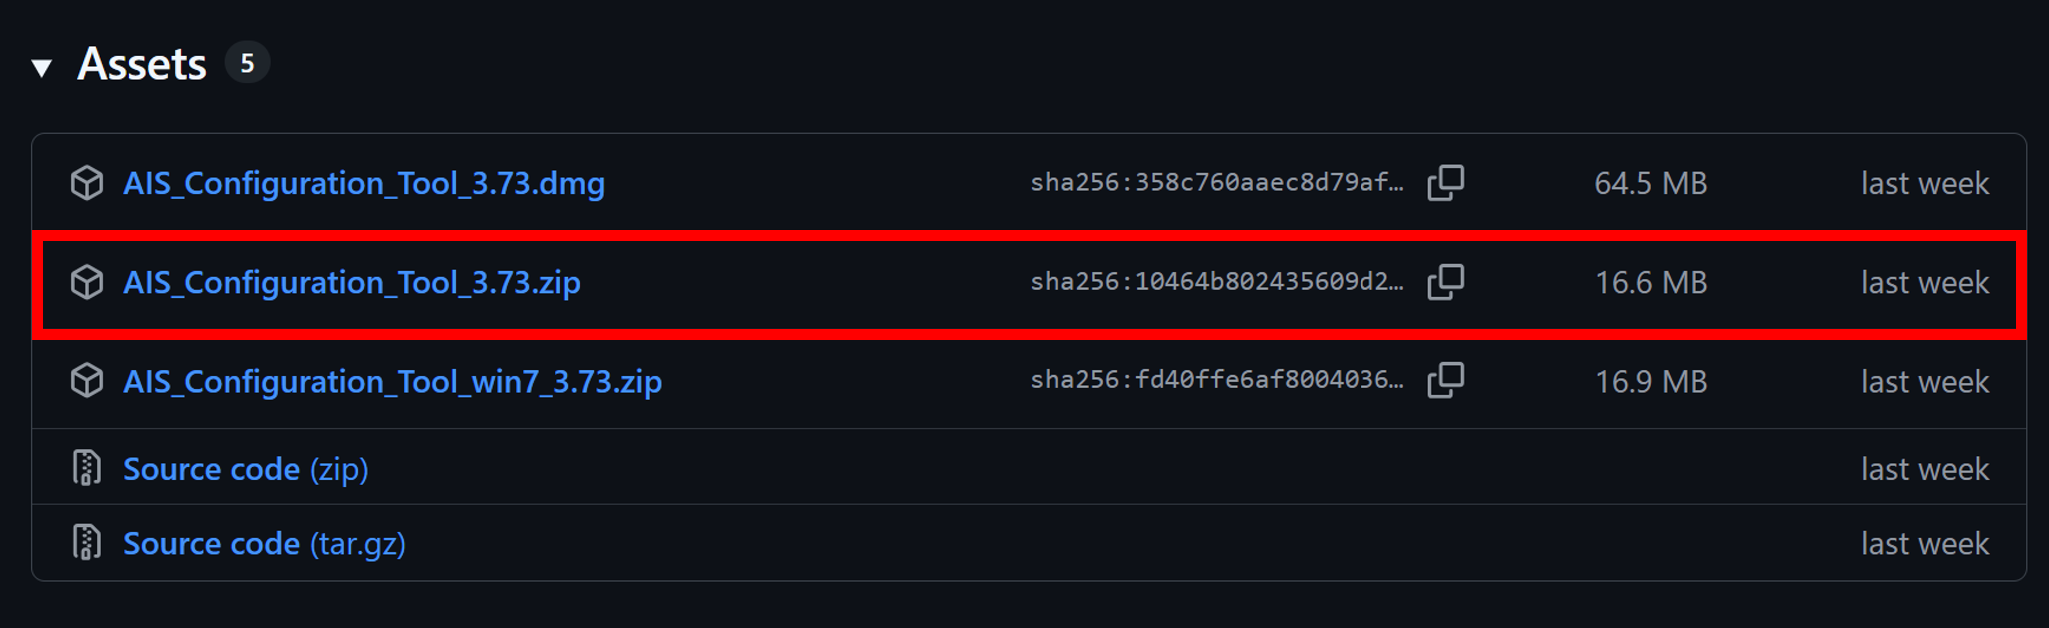 Assets 5
AIS_Configuration_Tool_3.73.dmg sha256:358c760aaec8d79af… 64.5 MB last week
AIS_Configuration_Tool_3.73.zip sha256:10464b802435609d2… 16.6 MB last week
AIS_Configuration_Tool_win7_3.73.zip sha256:fd40ffe6af8004036… 16.9 MB last week
Source code (zip) last week
Source code (tar.gz) last week